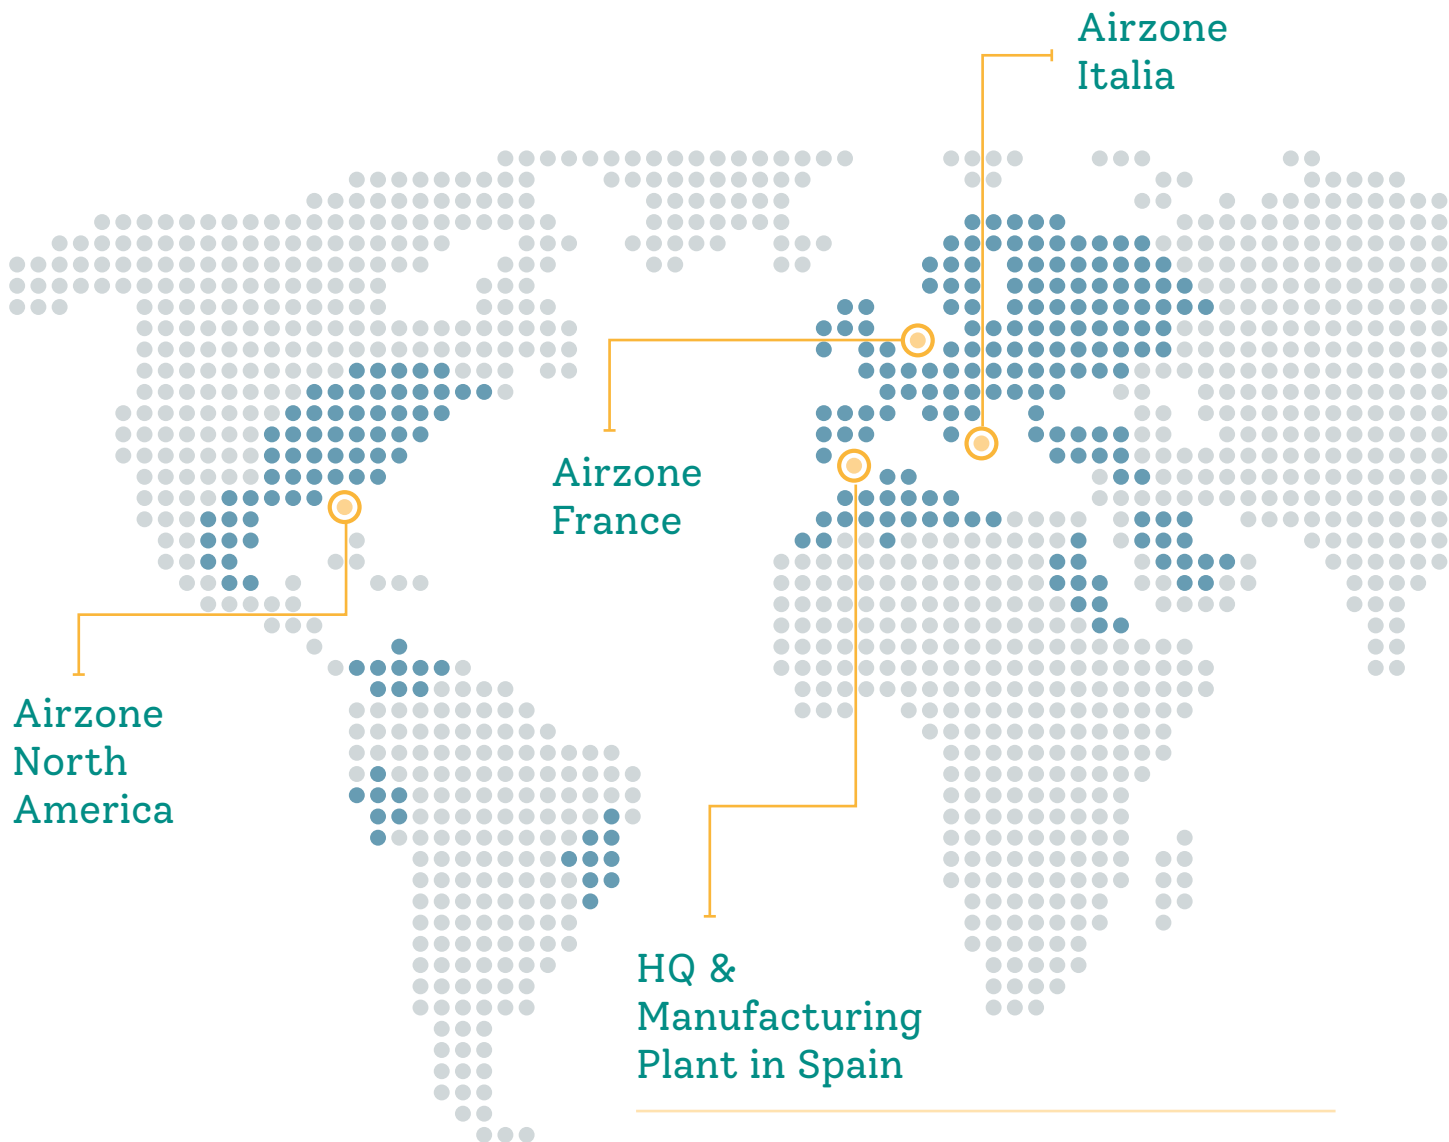 Airzone
Italia
Airzone
France
Airzone
North
America
HQ &
Manufacturing
Plant in Spain